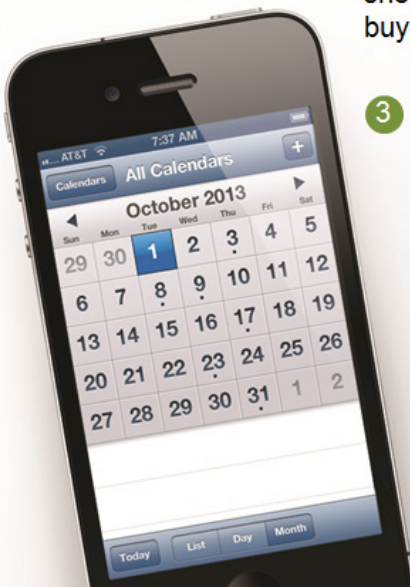 buy
3
AT&T 7:37 AM
Calendars All Calendars +
October 2013
Sun Mon Tue Wed Thu Fri Sat
29 30 1 2 3 4 5
6 7 8 9 10 11 12
13 14 15 16 17 18 19
20 21 22 23 24 25 26
27 28 29 30 31 1 2
Today List Day Month